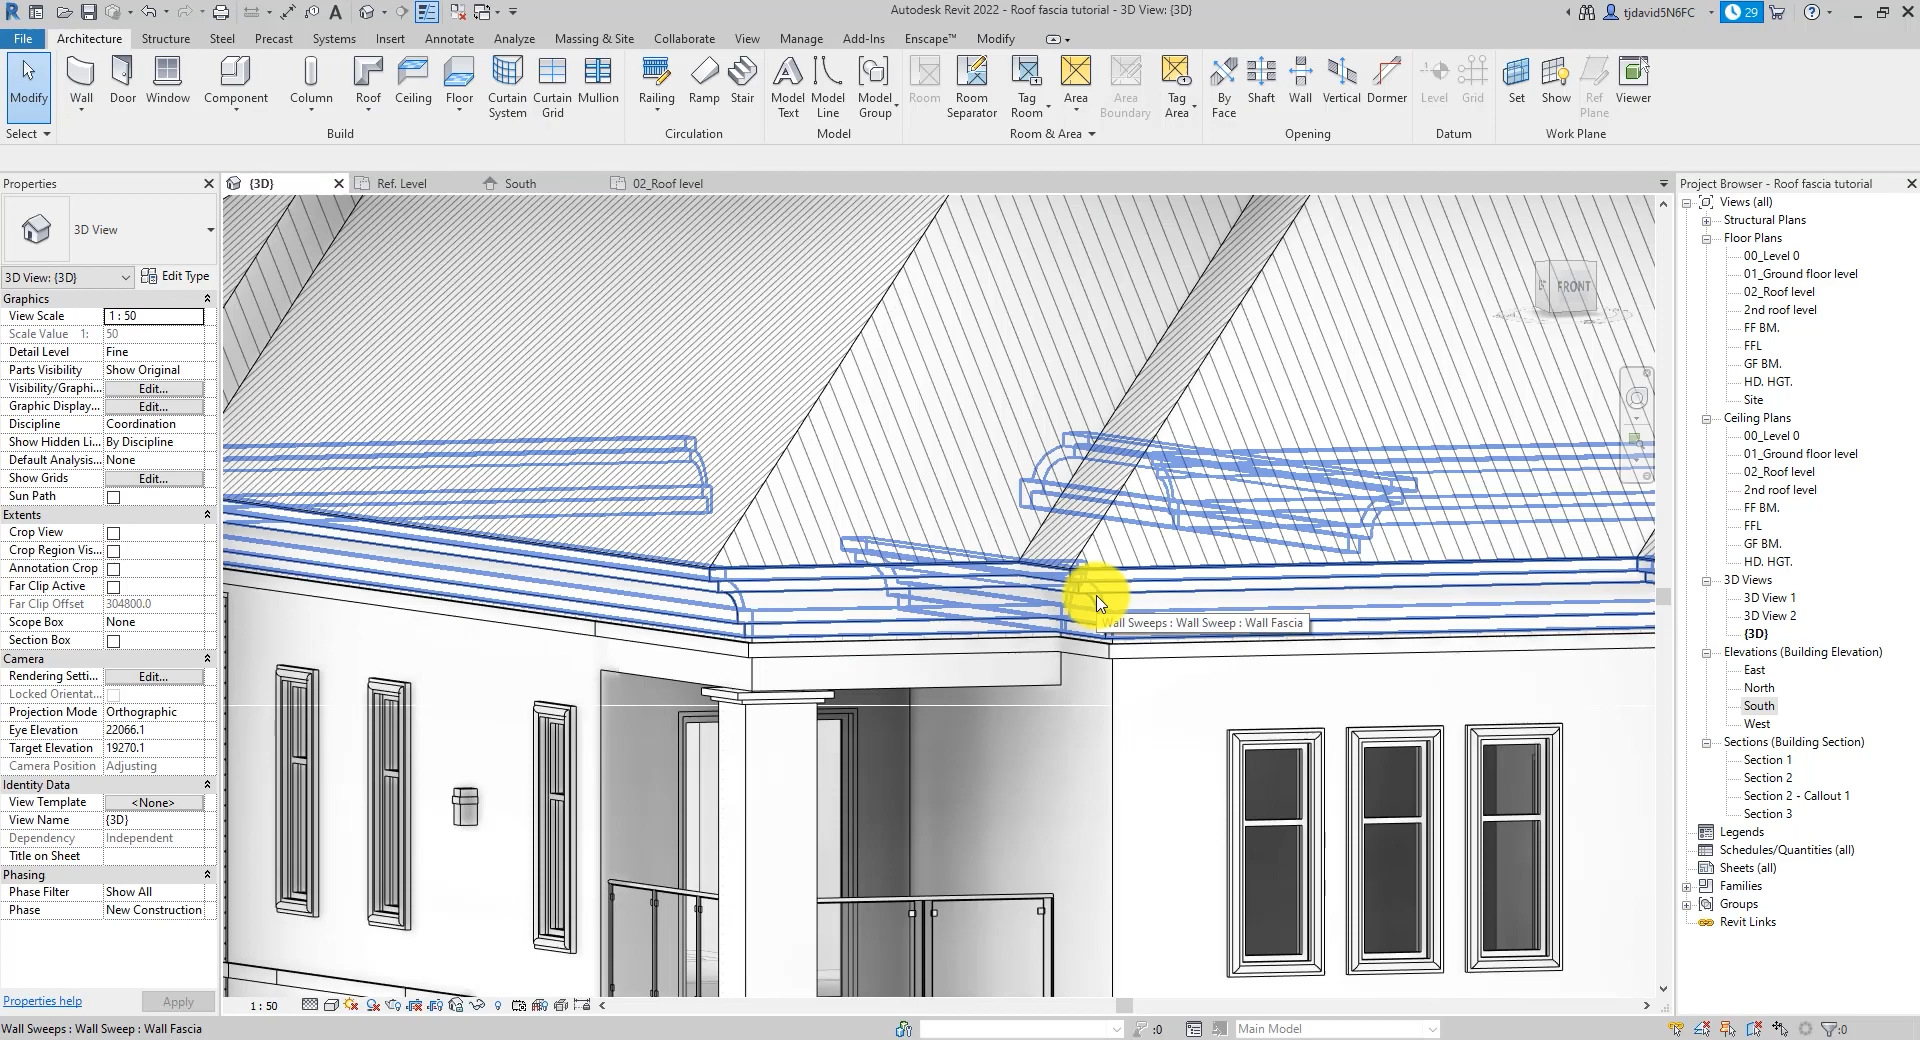 Autodesk Revit 2022 - Roof fascia tutorial - 3D View: {3D}
tjdavid5N6FC
29
File Architecture Structure Steel Precast Systems Insert Annotate Analyze Massing & Site Collaborate View Manage Add-Ins Enscape™ Modify
Modify Wall Door Window Component Column Roof Ceiling Floor Curtain System Curtain Grid Mullion Railing Ramp Stair Model Text Model Line Model Group Room Room Separator Tag Room Area Area Boundary Tag Area By Face Shaft Wall Vertical Dormer Level Grid Set Show Ref Plane Viewer
Select Build Circulation Model Room & Area Opening Datum Work Plane
Properties
{3D} Ref. Level South 02_Roof level
Project Browser - Roof fascia tutorial
3D View
3D View: {3D} Edit Type
Graphics
View Scale 1 : 50
Scale Value 1: 50
Detail Level Fine
Parts Visibility Show Original
Visibility/Graphi... Edit...
Graphic Display... Edit...
Discipline Coordination
Show Hidden Li... By Discipline
Default Analysis... None
Show Grids Edit...
Sun Path
Extents
Crop View
Crop Region Vis...
Annotation Crop
Far Clip Active
Far Clip Offset 304800.0
Scope Box None
Section Box
Camera
Rendering Setti... Edit...
Locked Orientat...
Projection Mode Orthographic
Eye Elevation 22066.1
Target Elevation 19270.1
Camera Position Adjusting
Identity Data
View Template <None>
View Name {3D}
Dependency Independent
Title on Sheet
Phasing
Phase Filter Show All
Phase New Construction
Properties help Apply
FRONT
Wall Sweeps : Wall Sweep : Wall Fascia
Views (all)
Structural Plans
Floor Plans
00_Level 0
01_Ground floor level
02_Roof level
2nd roof level
FF BM.
FFL
GF BM.
HD. HGT.
Site
Ceiling Plans
00_Level 0
01_Ground floor level
02_Roof level
2nd roof level
FF BM.
FFL
GF BM.
HD. HGT.
3D Views
3D View 1
3D View 2
{3D}
Elevations (Building Elevation)
East
North
South
West
Sections (Building Section)
Section 1
Section 2
Section 2 - Callout 1
Section 3
Legends
Schedules/Quantities (all)
Sheets (all)
Families
Groups
Revit Links
1 : 50
Wall Sweeps : Wall Sweep : Wall Fascia
:0
Main Model
:0